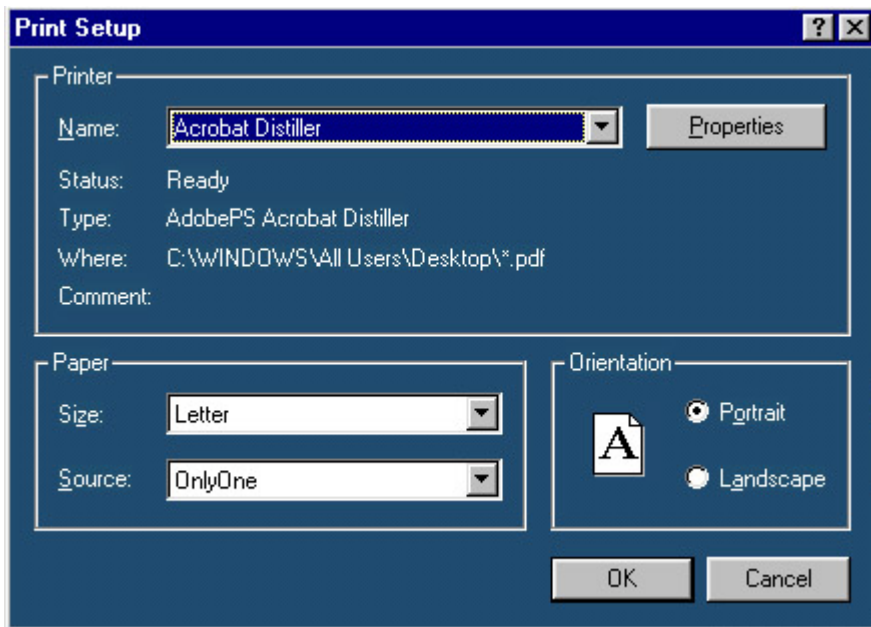 Print Setup
Printer
Name: Acrobat Distiller Properties
Status: Ready
Type: AdobePS Acrobat Distiller
Where: C:\WINDOWS\All Users\Desktop\*.pdf
Comment:
Paper
Size: Letter
Source: OnlyOne
Orientation
A
Portrait
Landscape
OK Cancel